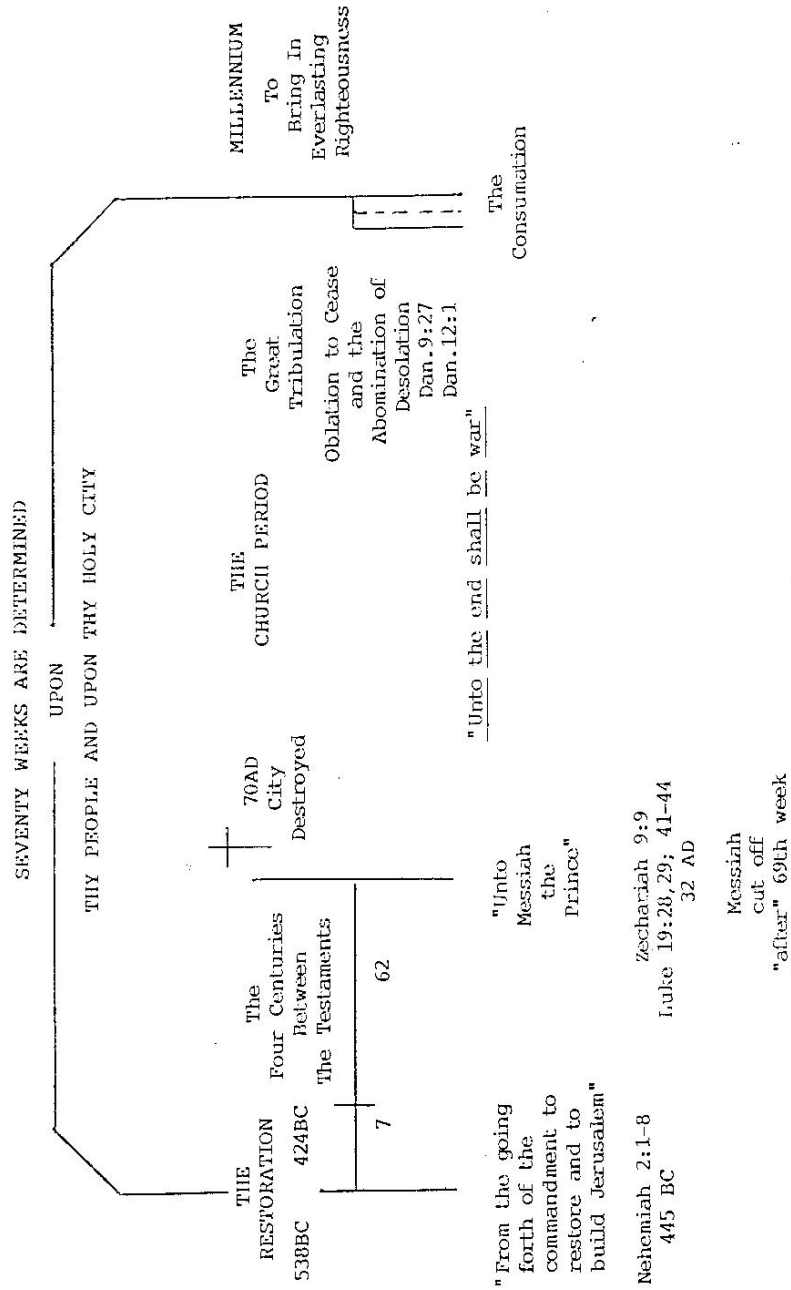 SEVENTY WEEKS ARE DETERMINED
UPON
THY PEOPLE AND UPON THY HOLY CITY
THE
RESTORATION
538BC 424BC
The
Four Centuries
Between
The Testaments
7
62
70AD
City
Destroyed
THE
CHURCH PERIOD
The
Great
Tribulation
Oblation to Cease
and the
Abomination of
Desolation
Dan.9:27
Dan.12:1
MILLENNIUM
To
Bring In
Everlasting
Righteousness
"From the going
forth of the
commandment to
restore and to
build Jerusalem"
Nehemiah 2:1-8
445 BC
"Unto
Messiah
the
Prince"
Zechariah 9:9
Luke 19:28,29; 41-44
32 AD
Messiah
cut off
"after" 69th week
"Unto the end shall be war"
The
Consumation